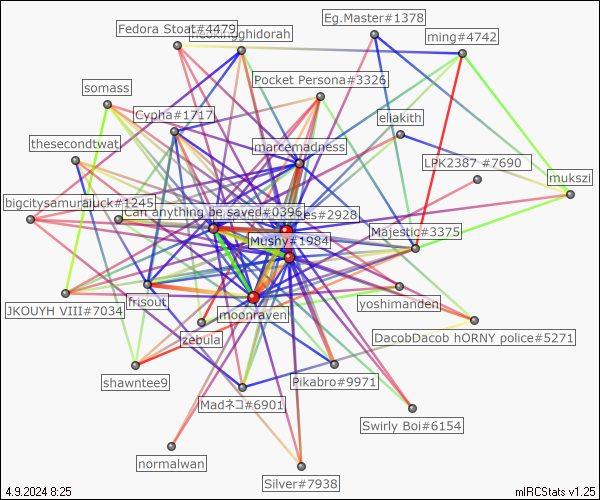 Eg.Master#1378
Fedora Stoat#4479
ghidorah
ming#4742
Pocket Persona#3326
somass
Cypha#1717
eliakith
thesecondtwat
marcemadness
LPK2387 #7690
mukszi
bigcitysamuraiuck#1245
Can anything be saved#0396
es#2928
Majestic#3375
Mushy#1984
JKOUYH VIII#7034
frisout
moonraven
yoshimanden
zebula
DacobDacob hORNY police#5271
shawntee9
Pikabro#9971
Madネコ#6901
Swirly Boi#6154
normalwan
Silver#7938
4.9.2024 8:25
mIRCStats v1.25